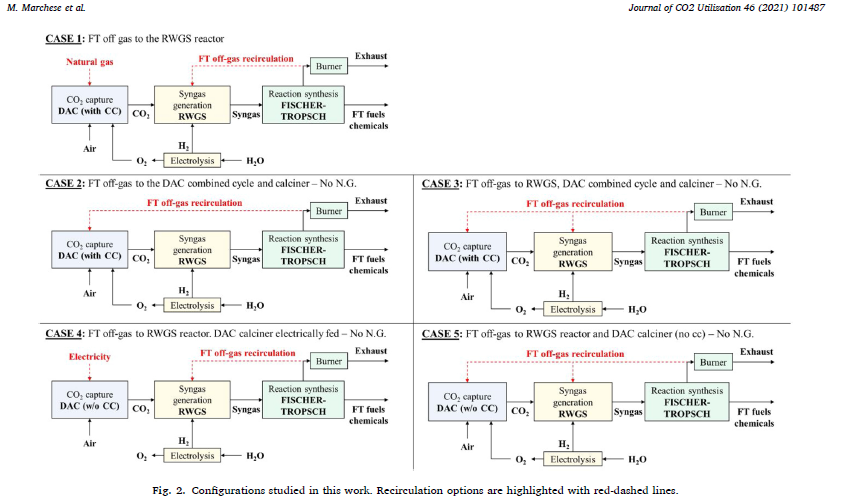 M. Marchese et al.
Journal of CO2 Utilisation 46 (2021) 101487
CASE 1: FT off gas to the RWGS reactor
Natural gas
FT off-gas recirculation
Burner
Exhaust
CO₂ capture
DAC (with CC)
CO₂
Syngas
generation
RWGS
Syngas
Reaction synthesis
FISCHER-
TROPSCH
FT fuels
chemicals
Air
H₂
O₂
Electrolysis
H₂O
CASE 2: FT off-gas to the DAC combined cycle and calciner – No N.G.
FT off-gas recirculation
Burner
Exhaust
CO₂ capture
DAC (with CC)
CO₂
Syngas
generation
RWGS
Syngas
Reaction synthesis
FISCHER-
TROPSCH
FT fuels
chemicals
Air
H₂
O₂
Electrolysis
H₂O
CASE 3: FT off-gas to RWGS, DAC combined cycle and calciner – No N.G.
FT off-gas recirculation
Burner
Exhaust
CO₂ capture
DAC (with CC)
CO₂
Syngas
generation
RWGS
Syngas
Reaction synthesis
FISCHER-
TROPSCH
FT fuels
chemicals
Air
H₂
O₂
Electrolysis
H₂O
CASE 4: FT off-gas to RWGS reactor. DAC calciner electrically fed – No N.G.
Electricity
FT off-gas recirculation
Burner
Exhaust
CO₂ capture
DAC (w/o CC)
CO₂
Syngas
generation
RWGS
Syngas
Reaction synthesis
FISCHER-
TROPSCH
FT fuels
chemicals
Air
H₂
O₂
Electrolysis
H₂O
CASE 5: FT off-gas to RWGS reactor and DAC calciner (no cc) – No N.G.
FT off-gas recirculation
Burner
Exhaust
CO₂ capture
DAC (w/o CC)
CO₂
Syngas
generation
RWGS
Syngas
Reaction synthesis
FISCHER-
TROPSCH
FT fuels
chemicals
Air
H₂
O₂
Electrolysis
H₂O
Fig. 2. Configurations studied in this work. Recirculation options are highlighted with red-dashed lines.